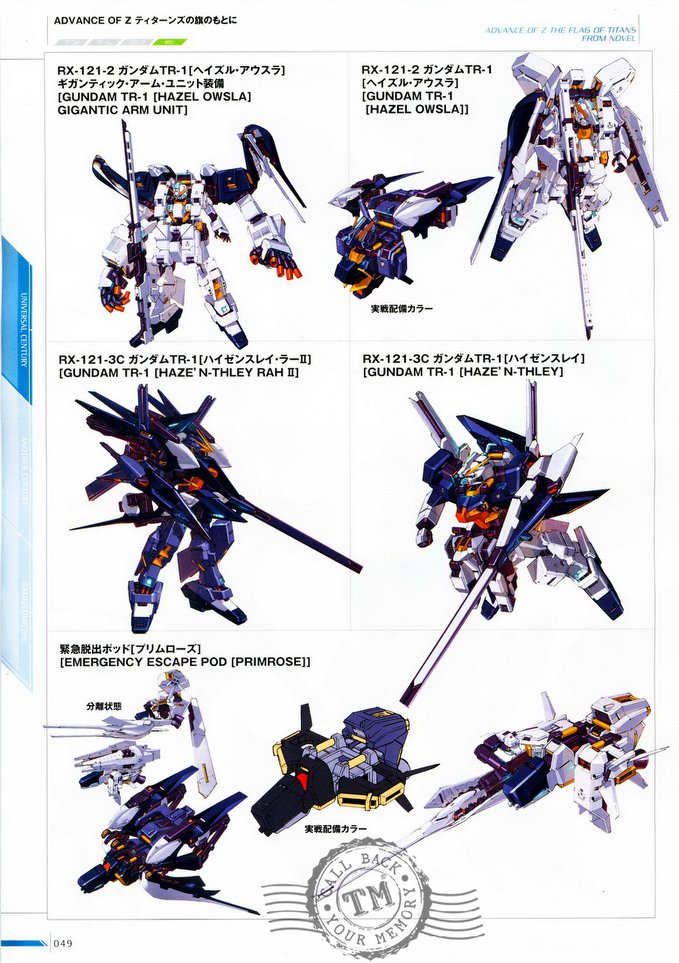 ADVANCE OF Z ティターンズの旗のもとに
ADVANCE OF Z THE FLAG OF TITANS
FROM NOVEL
RX-121-2 ガンダムTR-1[ヘイズル・アウスラ]
ギガンティック・アーム・ユニット装備
[GUNDAM TR-1 [HAZEL OWSLA]
GIGANTIC ARM UNIT]
RX-121-2 ガンダムTR-1
[ヘイズル・アウスラ]
[GUNDAM TR-1
[HAZEL OWSLA]]
実戦配備カラー
UNIVERSAL CENTURY
ANOTHER CENTURY
RX-121-3C ガンダムTR-1[ハイゼンスレイ・ラーII]
[GUNDAM TR-1 [HAZE'N-THLEY RAH II]
RX-121-3C ガンダムTR-1[ハイゼンスレイ]
[GUNDAM TR-1 [HAZE'N-THLEY]
緊急脱出ポッド[プリムローズ]
[EMERGENCY ESCAPE POD [PRIMROSE]]
分離状態
実戦配備カラー
CALL BACK
TM
YOUR MEMORY
049